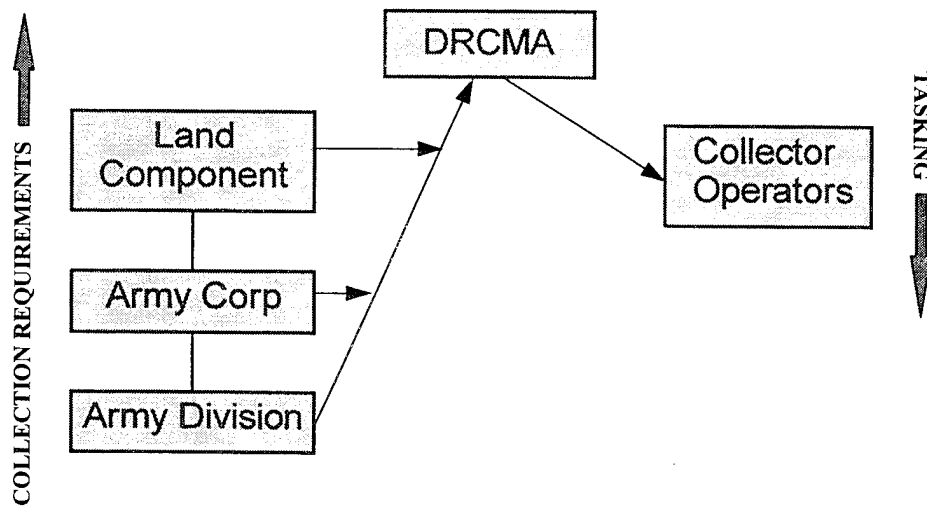 DRCMA
Land
Component
Collector
Operators
Army Corp
Army Division
COLLECTION REQUIREMENTS
TASKING